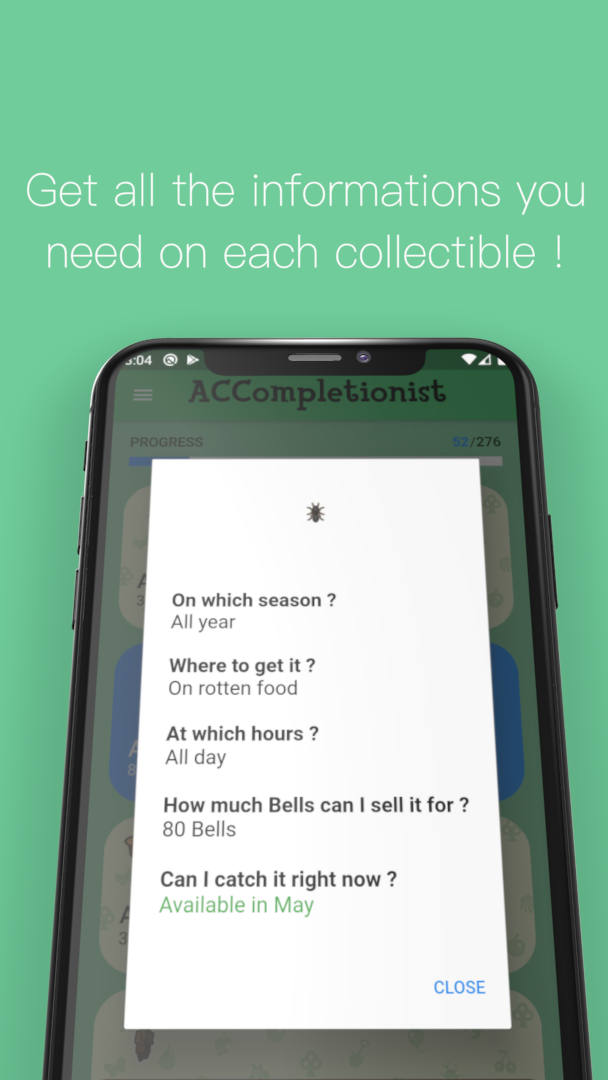 Get all the informations you
need on each collectible !
3:04
ACCompletionist
PROGRESS 52/276
On which season ?
All year
Where to get it ?
On rotten food
At which hours ?
All day
How much Bells can I sell it for ?
80 Bells
Can I catch it right now ?
Available in May
CLOSE